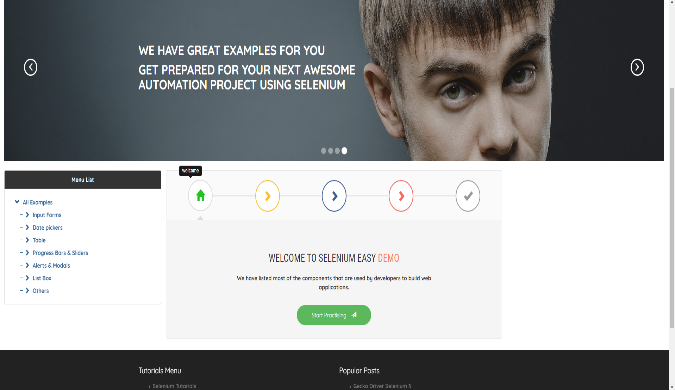 WE HAVE GREAT EXAMPLES FOR YOU
GET PREPARED FOR YOUR NEXT AWESOME
AUTOMATION PROJECT USING SELENIUM
Menu List
All Examples
Input Forms
Date pickers
Table
Progress Bars & Sliders
Alerts & Modals
List Box
Others
Welcome
WELCOME TO SELENIUM EASY DEMO
We have listed most of the components that are used by developers to build web
applications.
Start Practising
Tutorials Menu
Selenium Tutorials
Popular Posts
Gecko Driver Selenium 3